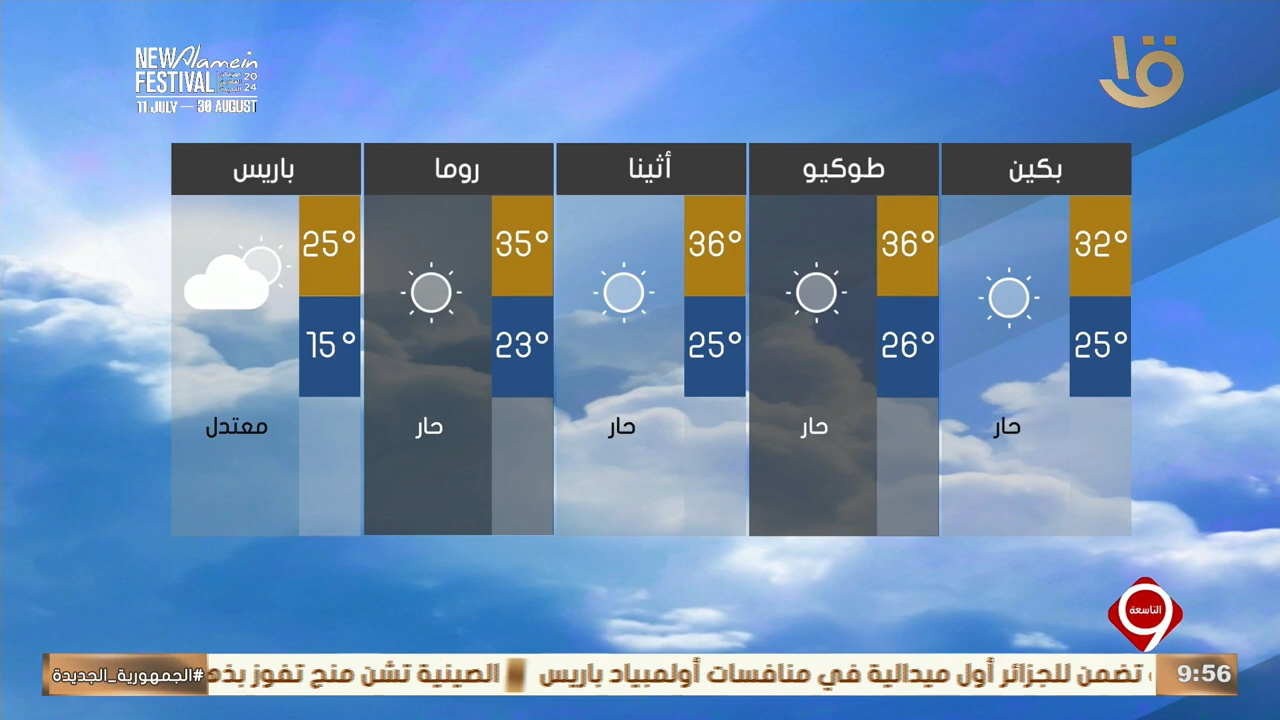 NEW Alamein
FESTIVAL 20 24
11 JULY — 30 AUGUST
بكين
32°
25°
حار
طوكيو
36°
26°
حار
أثينا
36°
25°
حار
روما
35°
23°
حار
باريس
25°
15°
معتدل
التاسعة
9
9:56
تضمن للجزائر أول ميدالية في منافسات أولمبياد باريس
الصينية تشن منج تفوز بذه
#الجمهورية_الجديدة